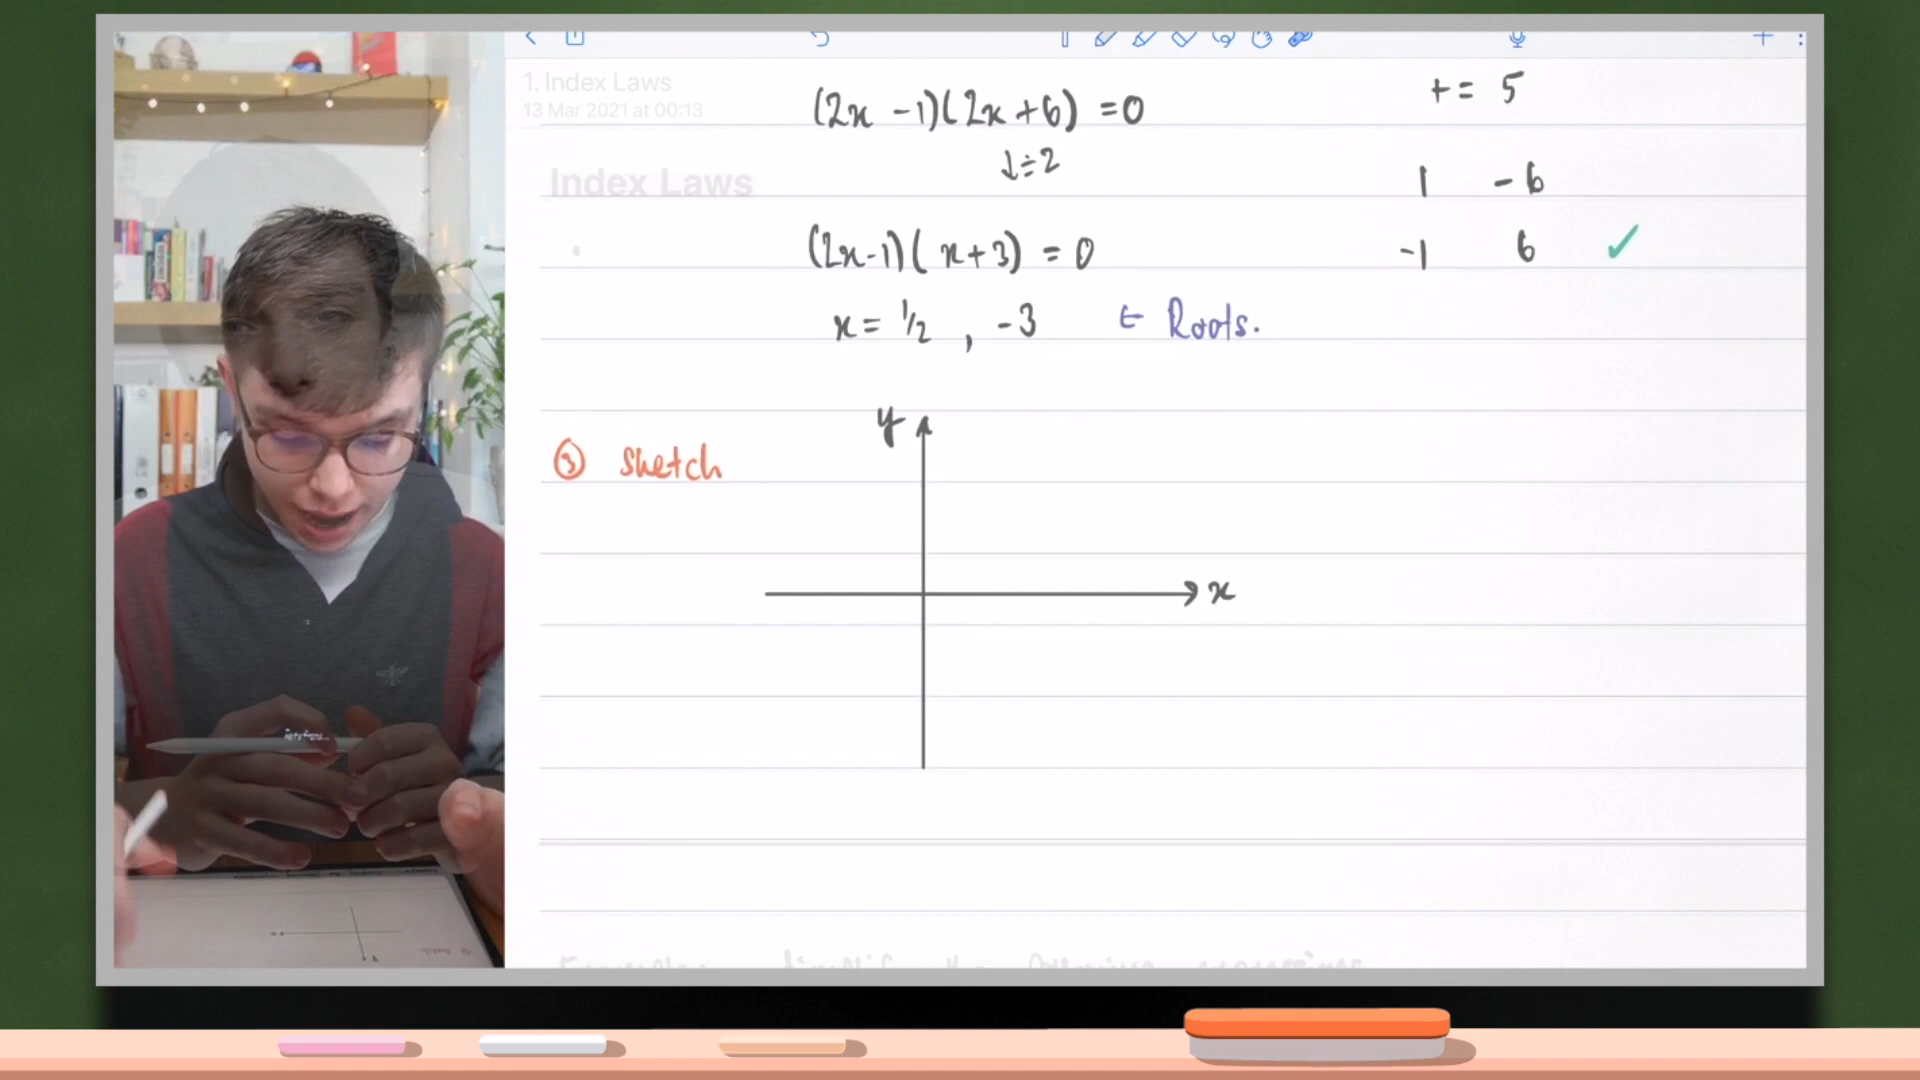 1. Index Laws
13 Mar 2021 at 00:13
Index Laws
(2x -1)(2x +6) =0
+= 5
↓÷2
1 -6
(2x-1)( x+3) = 0
-1 6 ✓
x= 1/2 , -3 ← Roots.
y
③ Sketch
x